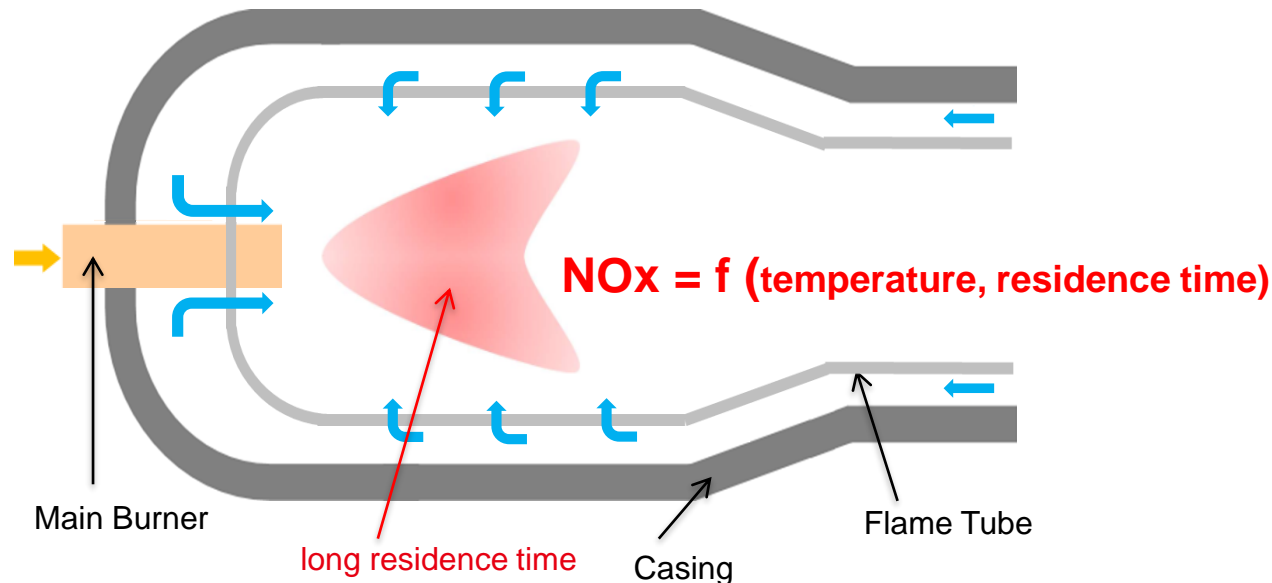 NOx = f (temperature, residence time)
Main Burner
long residence time
Casing
Flame Tube